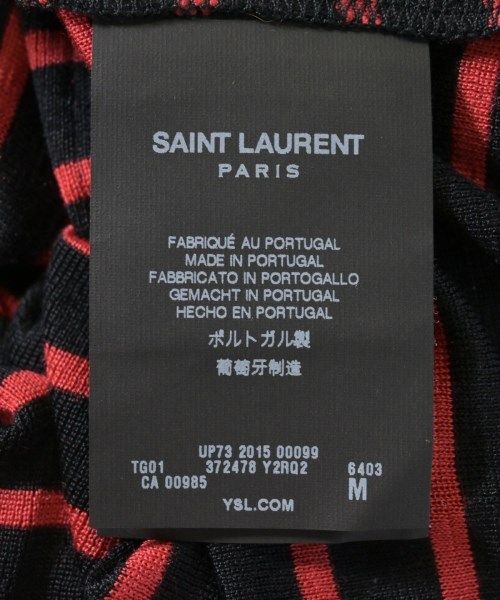 SAINT LAURENT
PARIS
FABRIQUÉ AU PORTUGAL
MADE IN PORTUGAL
FABBRICATO IN PORTOGALLO
GEMACHT IN PORTUGAL
HECHO EN PORTUGAL
ポルトガル製
葡萄牙制造
UP73 2015 00099
TG01 372478 Y2RQ2 6403
CA 00985 M
YSL.COM